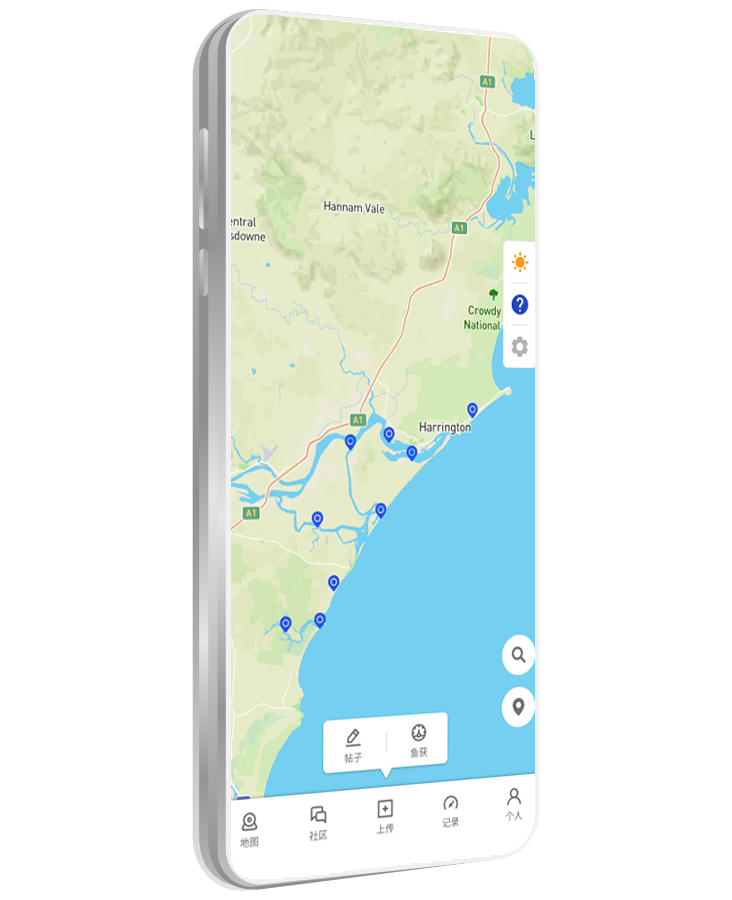 A1
L
Hannam Vale
entral
sdowne
A1
Crowdy
National
A1
Harrington
A1
帖子
鱼获
地图
社区
上传
记录
个人